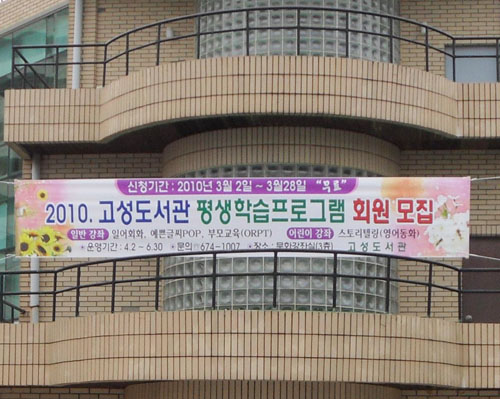 신청기간 : 2010년 3월 2일 ~ 3월28일 "무료"
2010. 고성도서관 평생학습프로그램 회원 모집
일반 강좌 일어회화, 예쁜글씨POP, 부모교육(ORPT) 어린이 강좌 스토리텔링(영어동화)
*운영기간 : 4.2 ~ 6.30 *문의 ☎674-1007 *장소 : 문화강좌실(3층) 고성도서관